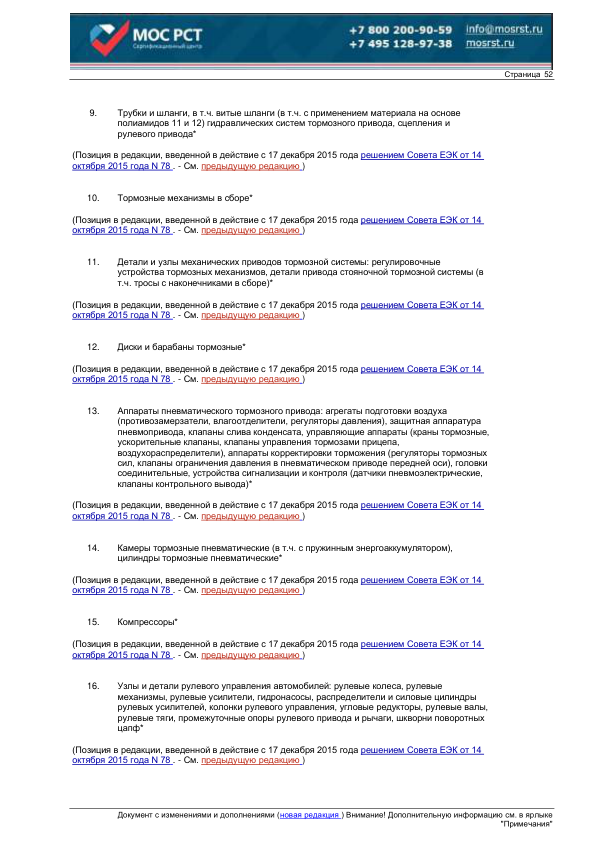 МОС РСТ
Сертификационный центр
+7 800 200-90-59
+7 495 128-97-38
info@mosrst.ru
mosrst.ru
Страница 52
9. Трубки и шланги, в т.ч. витые шланги (в т.ч. с применением материала на основе
полиамидов 11 и 12) гидравлических систем тормозного привода, сцепления и
рулевого привода*
(Позиция в редакции, введенной в действие с 17 декабря 2015 года решением Совета ЕЭК от 14
октября 2015 года N 78 . - См. предыдущую редакцию )
10. Тормозные механизмы в сборе*
(Позиция в редакции, введенной в действие с 17 декабря 2015 года решением Совета ЕЭК от 14
октября 2015 года N 78 . - См. предыдущую редакцию )
11. Детали и узлы механических приводов тормозной системы: регулировочные
устройства тормозных механизмов, детали привода стояночной тормозной системы (в
т.ч. тросы с наконечниками в сборе)*
(Позиция в редакции, введенной в действие с 17 декабря 2015 года решением Совета ЕЭК от 14
октября 2015 года N 78 . - См. предыдущую редакцию )
12. Диски и барабаны тормозные*
(Позиция в редакции, введенной в действие с 17 декабря 2015 года решением Совета ЕЭК от 14
октября 2015 года N 78 . - См. предыдущую редакцию )
13. Аппараты пневматического тормозного привода: агрегаты подготовки воздуха
(противозамерзатели, влагоотделители, регуляторы давления), защитная аппаратура
пневмопривода, клапаны слива конденсата, управляющие аппараты (краны тормозные,
ускорительные клапаны, клапаны управления тормозами прицепа,
воздухораспределители), аппараты корректировки торможения (регуляторы тормозных
сил, клапаны ограничения давления в пневматическом приводе передней оси), головки
соединительные, устройства сигнализации и контроля (датчики пневмоэлектрические,
клапаны контрольного вывода)*
(Позиция в редакции, введенной в действие с 17 декабря 2015 года решением Совета ЕЭК от 14
октября 2015 года N 78 . - См. предыдущую редакцию )
14. Камеры тормозные пневматические (в т.ч. с пружинным энергоаккумулятором),
цилиндры тормозные пневматические*
(Позиция в редакции, введенной в действие с 17 декабря 2015 года решением Совета ЕЭК от 14
октября 2015 года N 78 . - См. предыдущую редакцию )
15. Компрессоры*
(Позиция в редакции, введенной в действие с 17 декабря 2015 года решением Совета ЕЭК от 14
октября 2015 года N 78 . - См. предыдущую редакцию )
16. Узлы и детали рулевого управления автомобилей: рулевые колеса, рулевые
механизмы, рулевые усилители, гидронасосы, распределители и силовые цилиндры
рулевых усилителей, колонки рулевого управления, угловые редукторы, рулевые валы,
рулевые тяги, промежуточные опоры рулевого привода и рычаги, шкворни поворотных
цапф*
(Позиция в редакции, введенной в действие с 17 декабря 2015 года решением Совета ЕЭК от 14
октября 2015 года N 78 . - См. предыдущую редакцию )
Документ с изменениями и дополнениями (новая редакция ) Внимание! Дополнительную информацию см. в ярлыке
"Примечания"